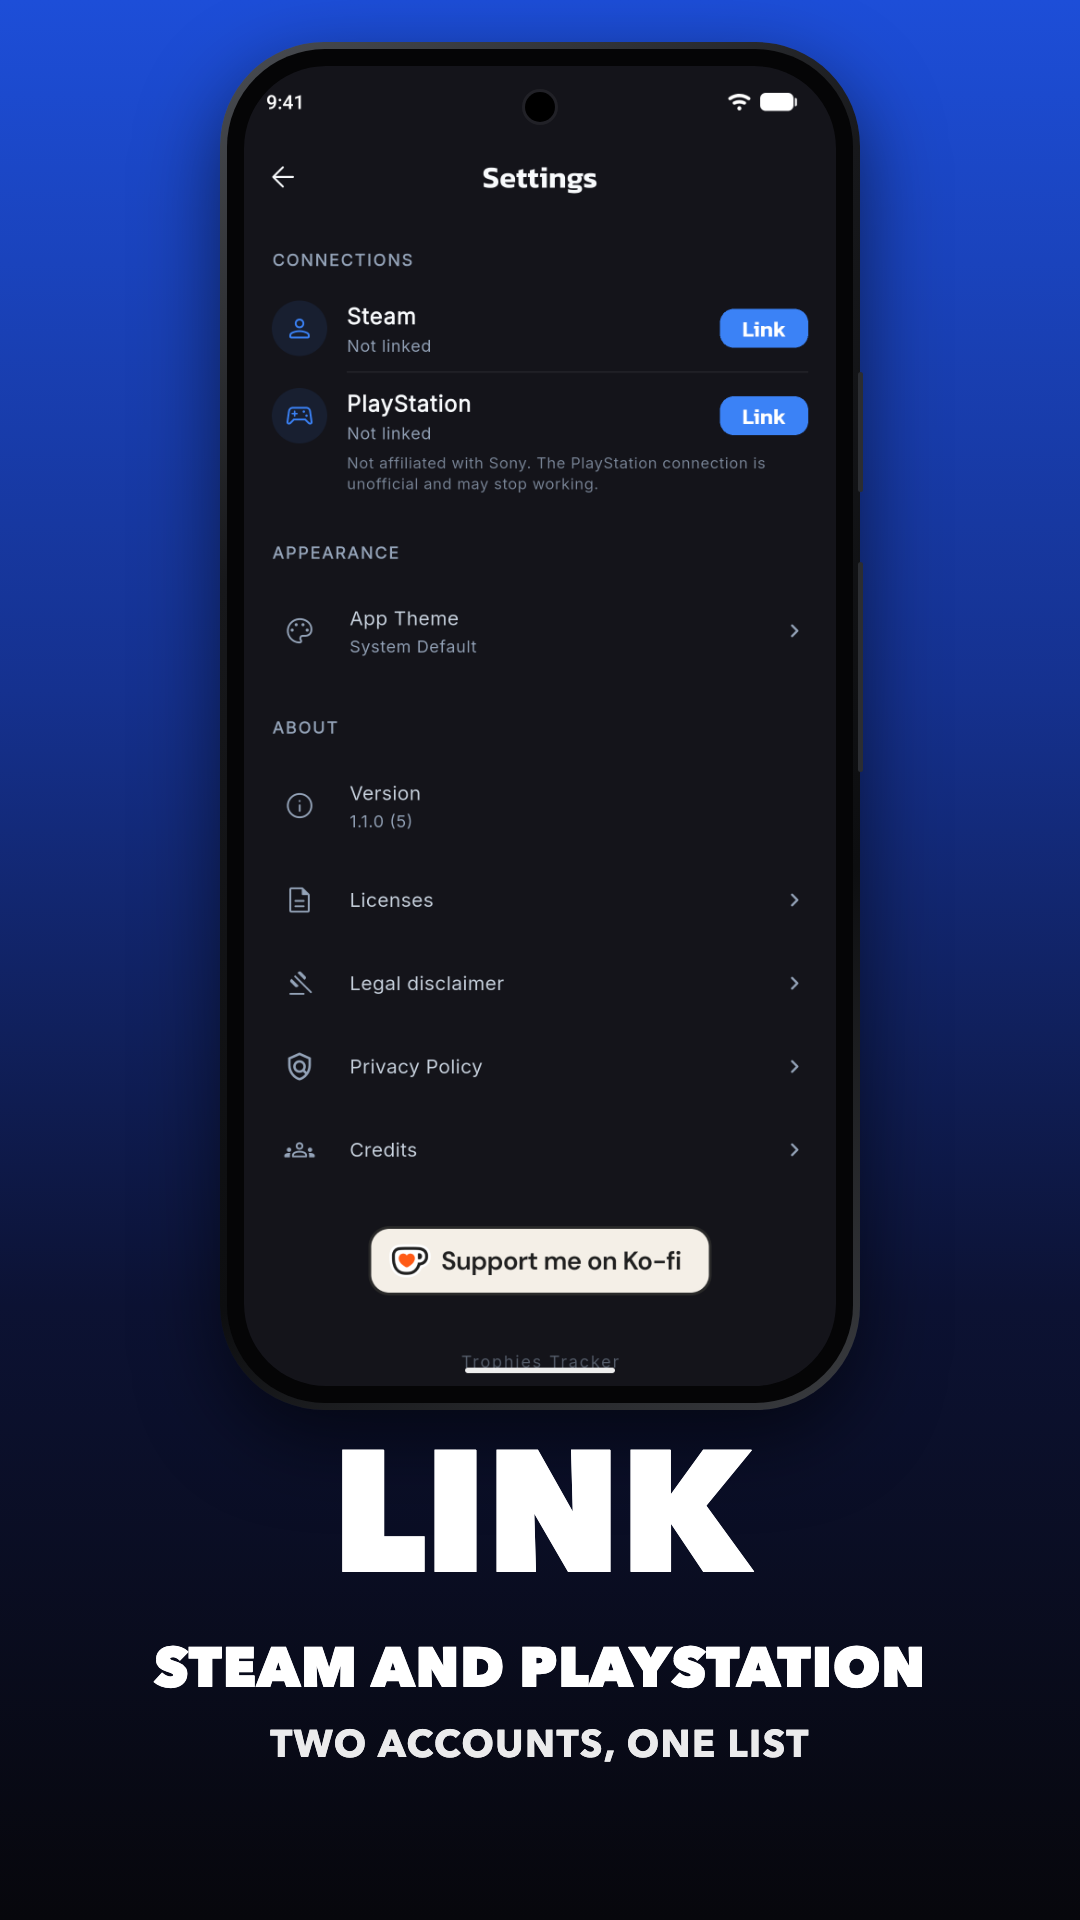 9:41
Settings
CONNECTIONS
Steam
Not linked
Link
PlayStation
Not linked
Link
Not affiliated with Sony. The PlayStation connection is
unofficial and may stop working.
APPEARANCE
App Theme
System Default
ABOUT
Version
1.1.0 (5)
Licenses
Legal disclaimer
Privacy Policy
Credits
Support me on Ko-fi
Trophies Tracker
LINK
STEAM AND PLAYSTATION
TWO ACCOUNTS, ONE LIST